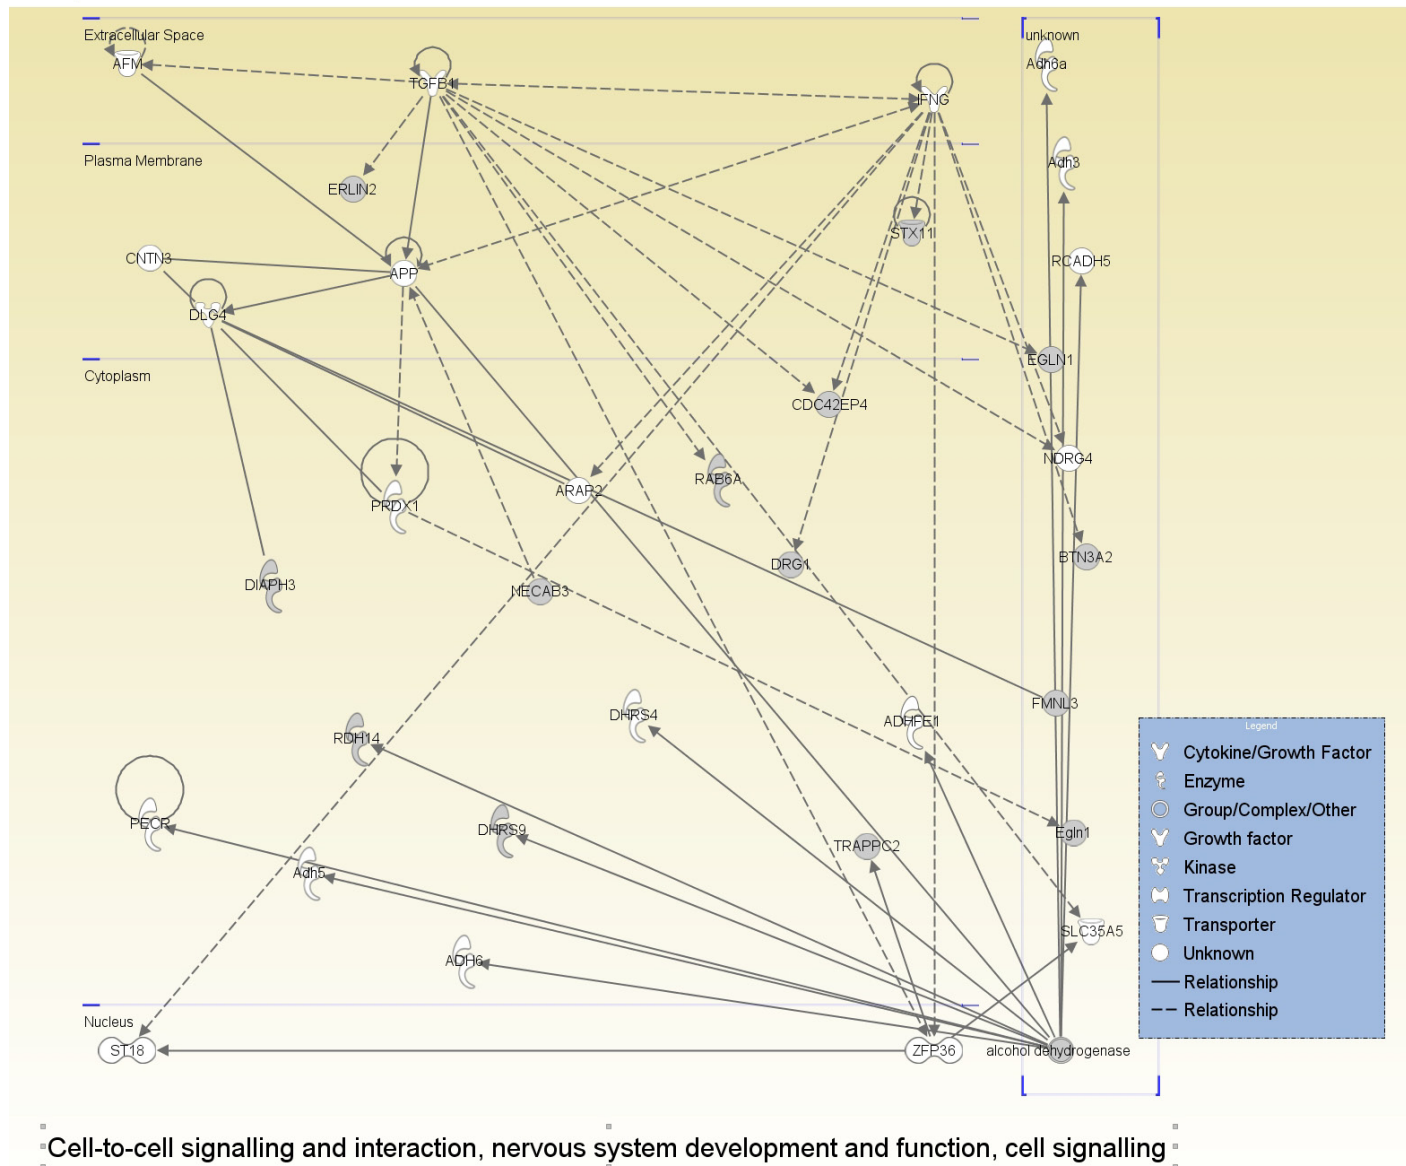 Extracellular Space
unknown
AFM
TGFB1
IFNG
Adh6a
Plasma Membrane
Adh3
ERLIN2
STX11
CNTN3
APP
RCADH5
DLG4
EGLN1
Cytoplasm
CDC42EP4
NDRG4
RAB6A
ARAP2
PRDX1
DRG1
BTN3A2
DIAPH3
NECAB3
FMNL3
DHRS4
ADHFE1
RDH14
PECR
DHRS9
TRAPPC2
Egln1
Adh5
SLC35A5
ADH6
Nucleus
ST18
ZFP36
alcohol dehydrogenase
Legend
Cytokine/Growth Factor
Enzyme
Group/Complex/Other
Growth factor
Kinase
Transcription Regulator
Transporter
Unknown
Relationship
Relationship
Cell-to-cell signalling and interaction, nervous system development and function, cell signalling